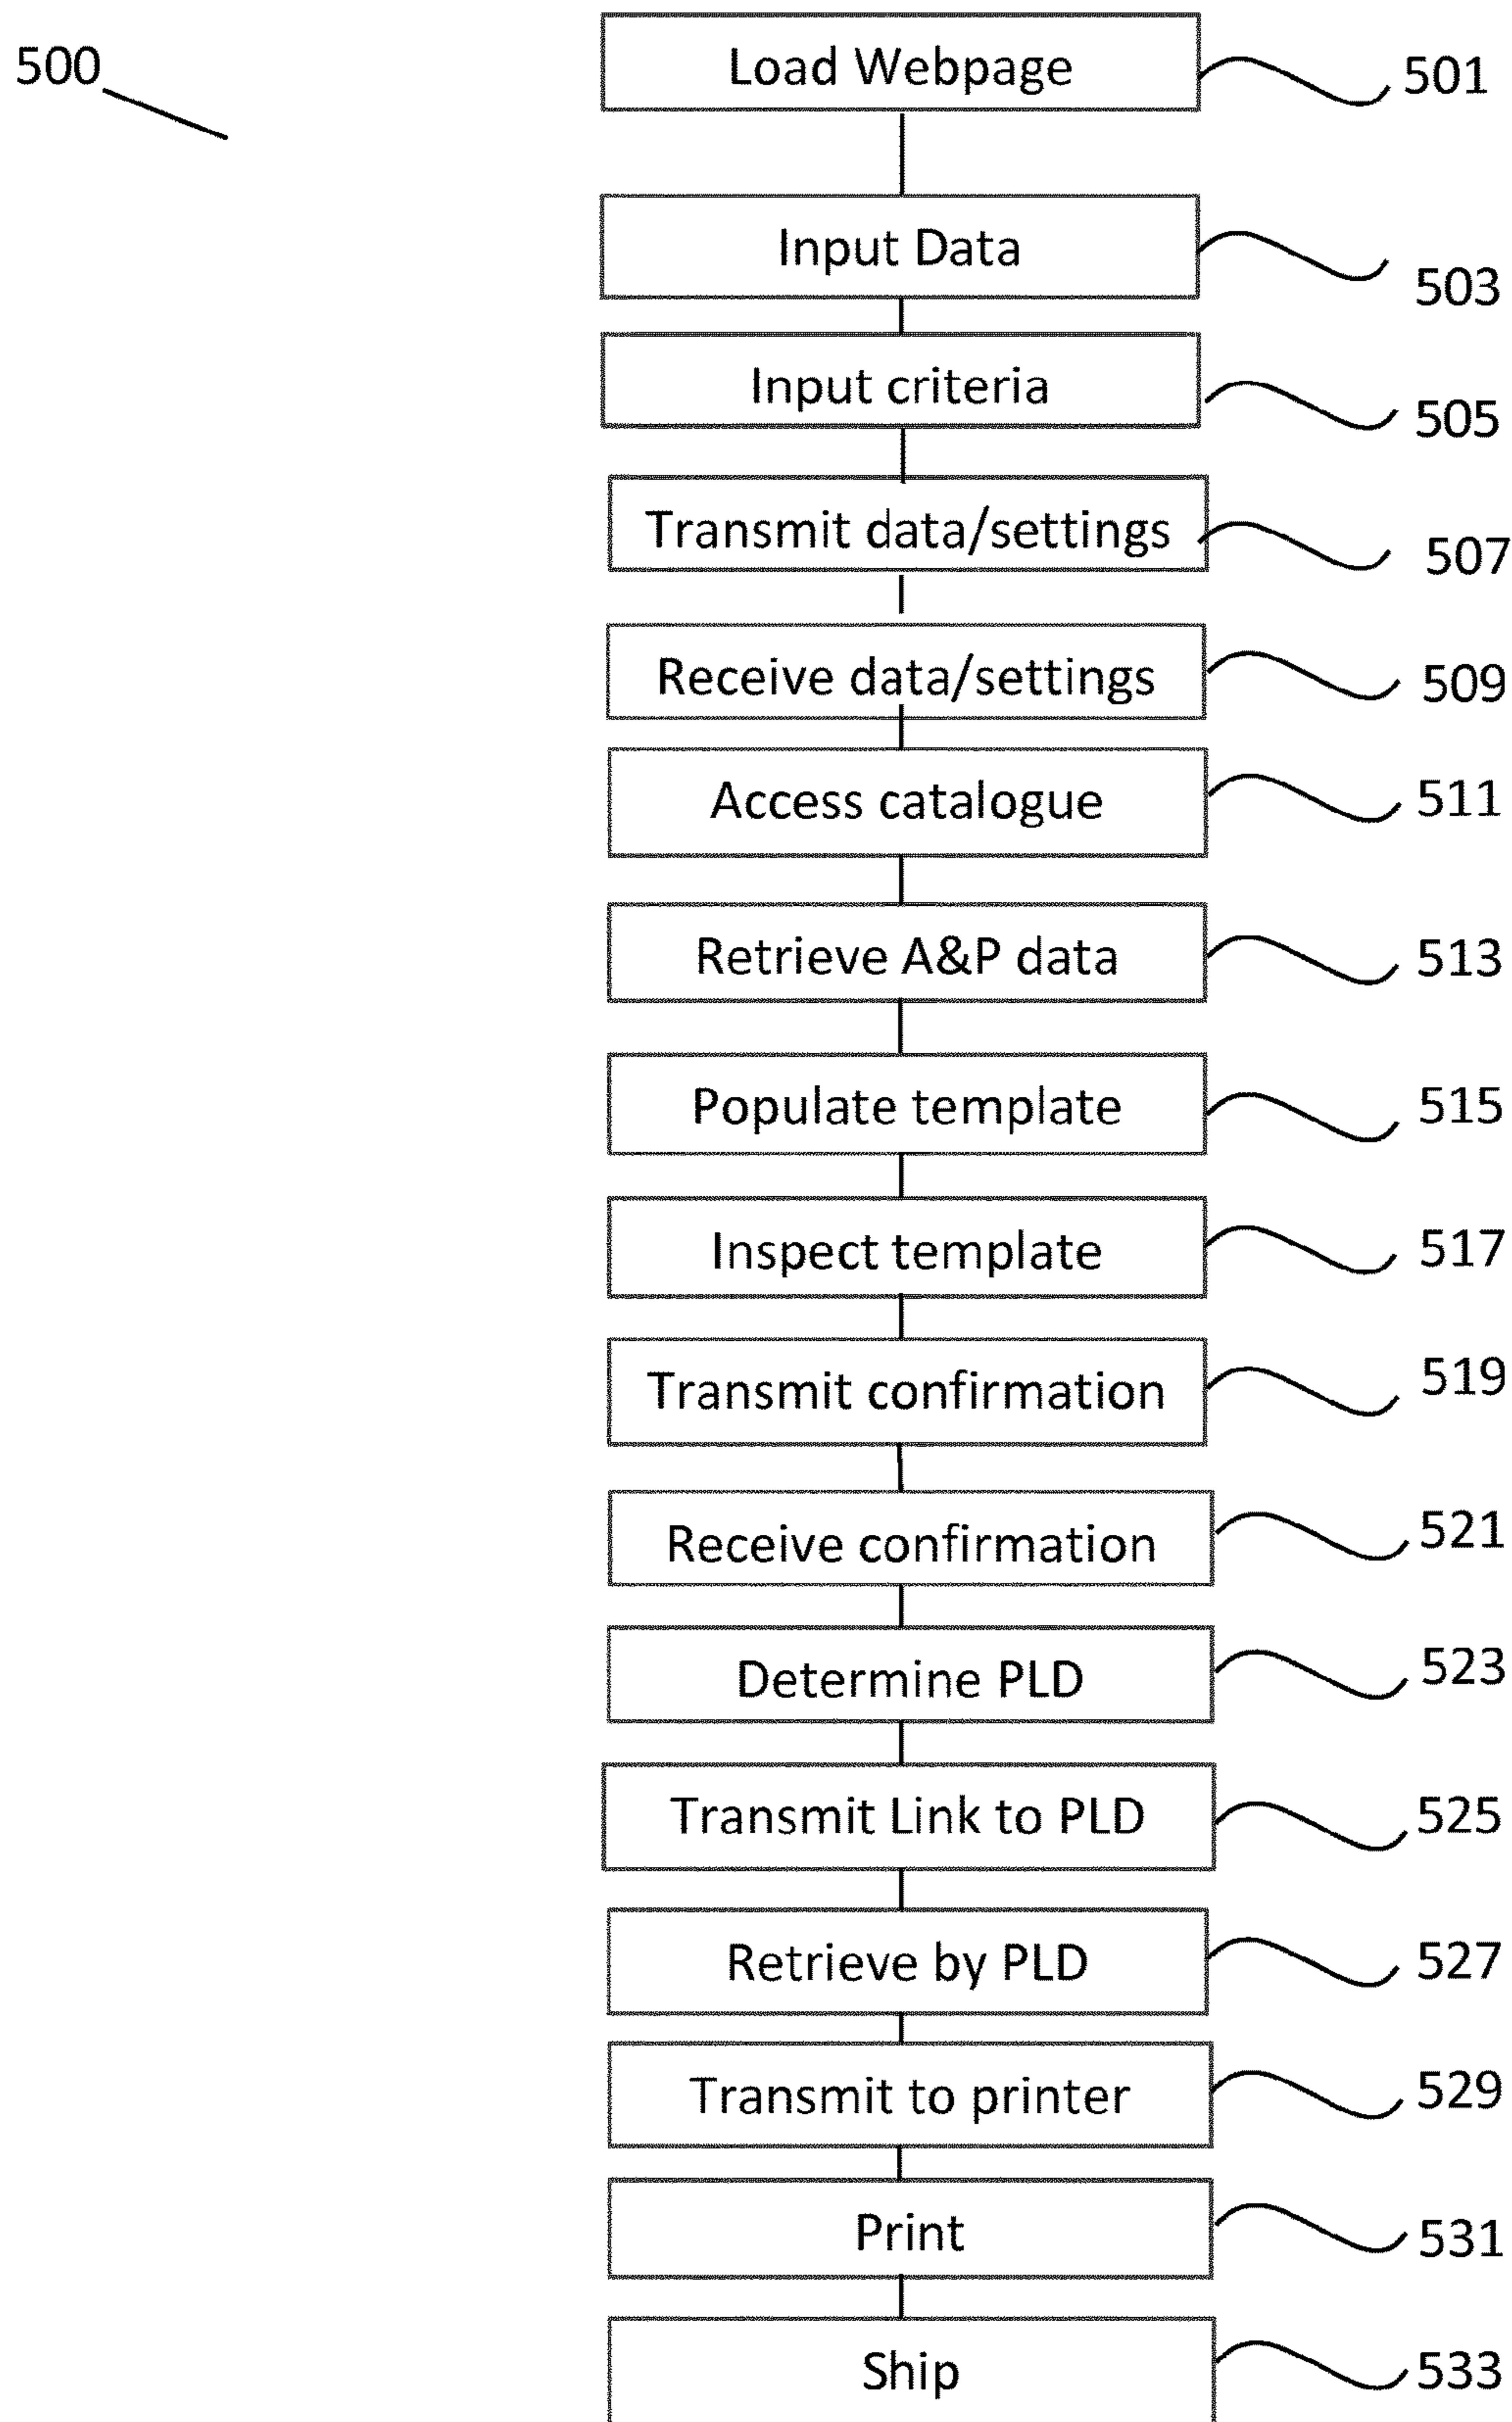 500
Load Webpage
501
Input Data
503
Input criteria
505
Transmit data/settings
507
Receive data/settings
509
Access catalogue
511
Retrieve A&P data
513
Populate template
515
Inspect template
517
Transmit confirmation
519
Receive confirmation
521
Determine PLD
523
Transmit Link to PLD
525
Retrieve by PLD
527
Transmit to printer
529
Print
531
Ship
533